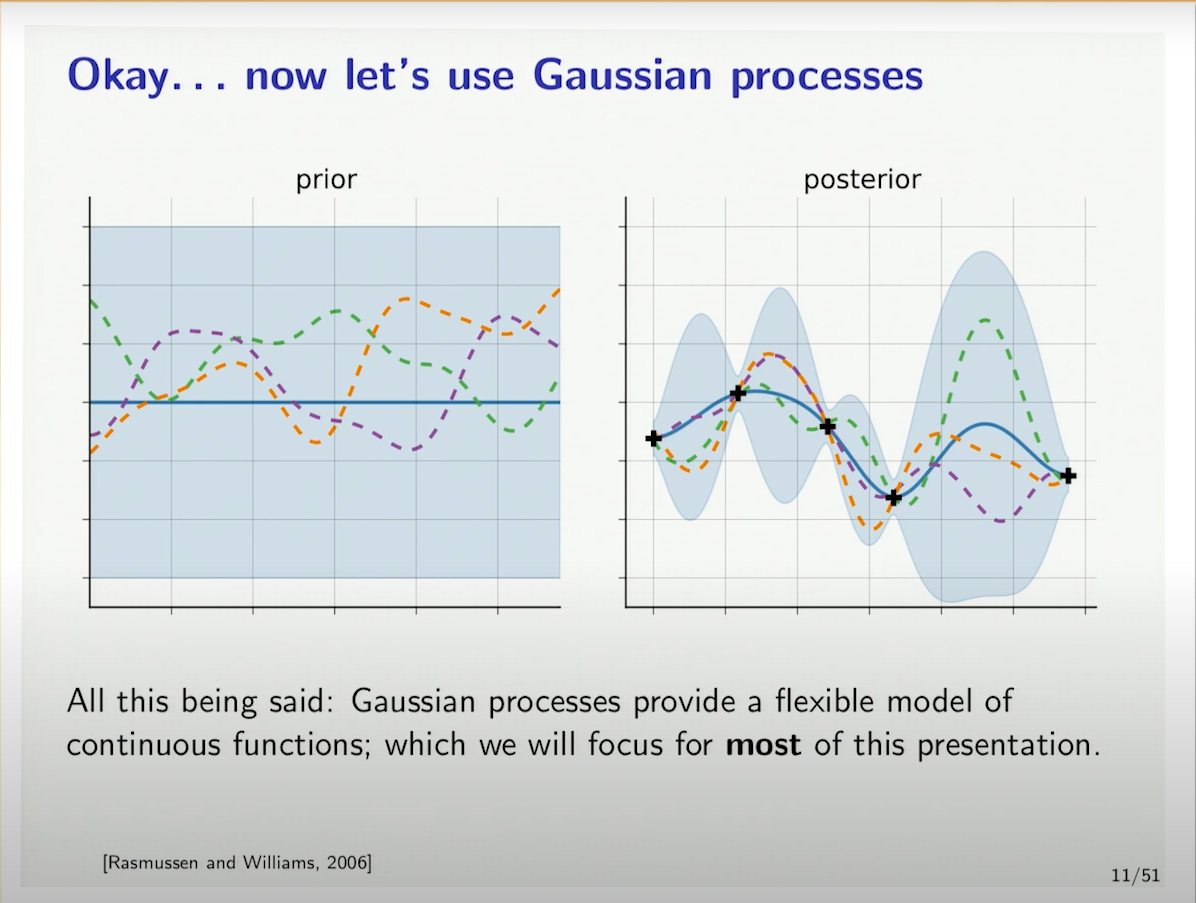 Okay. . . now let's use Gaussian processes
prior
posterior
All this being said: Gaussian processes provide a flexible model of
continuous functions; which we will focus for most of this presentation.
[Rasmussen and Williams, 2006]
11/51